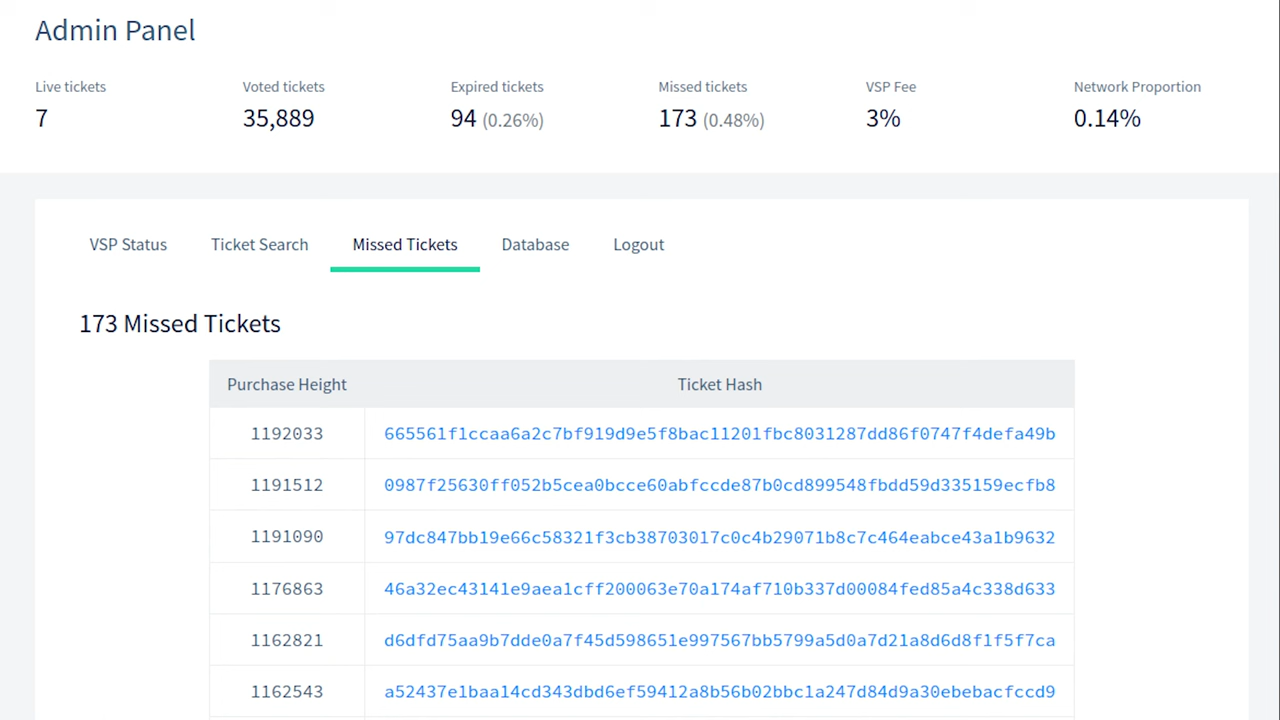 Admin Panel
Live tickets Voted tickets Expired tickets Missed tickets VSP Fee Network Proportion
7 35,889 94 (0.26%) 173 (0.48%) 3% 0.14%
VSP Status Ticket Search Missed Tickets Database Logout
173 Missed Tickets
Purchase Height Ticket Hash
1192033 665561f1ccaa6a2c7bf919d9e5f8bac11201fbc8031287dd86f0747f4defa49b
1191512 0987f25630ff052b5cea0bcce60abfccde87b0cd899548fbdd59d335159ecfb8
1191090 97dc847bb19e66c58321f3cb38703017c0c4b29071b8c7c464eabce43a1b9632
1176863 46a32ec43141e9aea1cff200063e70a174af710b337d00084fed85a4c338d633
1162821 d6dfd75aa9b7dde0a7f45d598651e997567bb5799a5d0a7d21a8d6d8f1f5f7ca
1162543 a52437e1baa14cd343dbd6ef59412a8b56b02bbc1a247d84d9a30ebebacfccd9